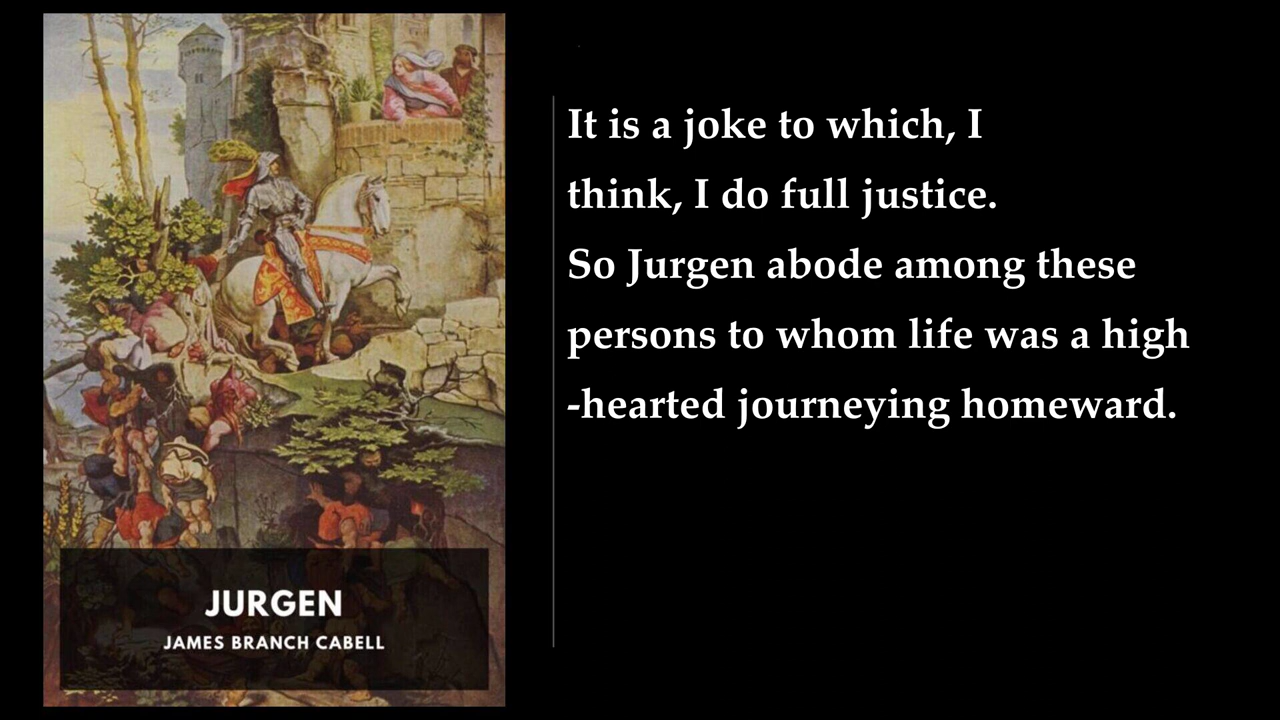 It is a joke to which, I
think, I do full justice.
So Jurgen abode among these
persons to whom life was a high
-hearted journeying homeward.
JURGEN
JAMES BRANCH CABELL